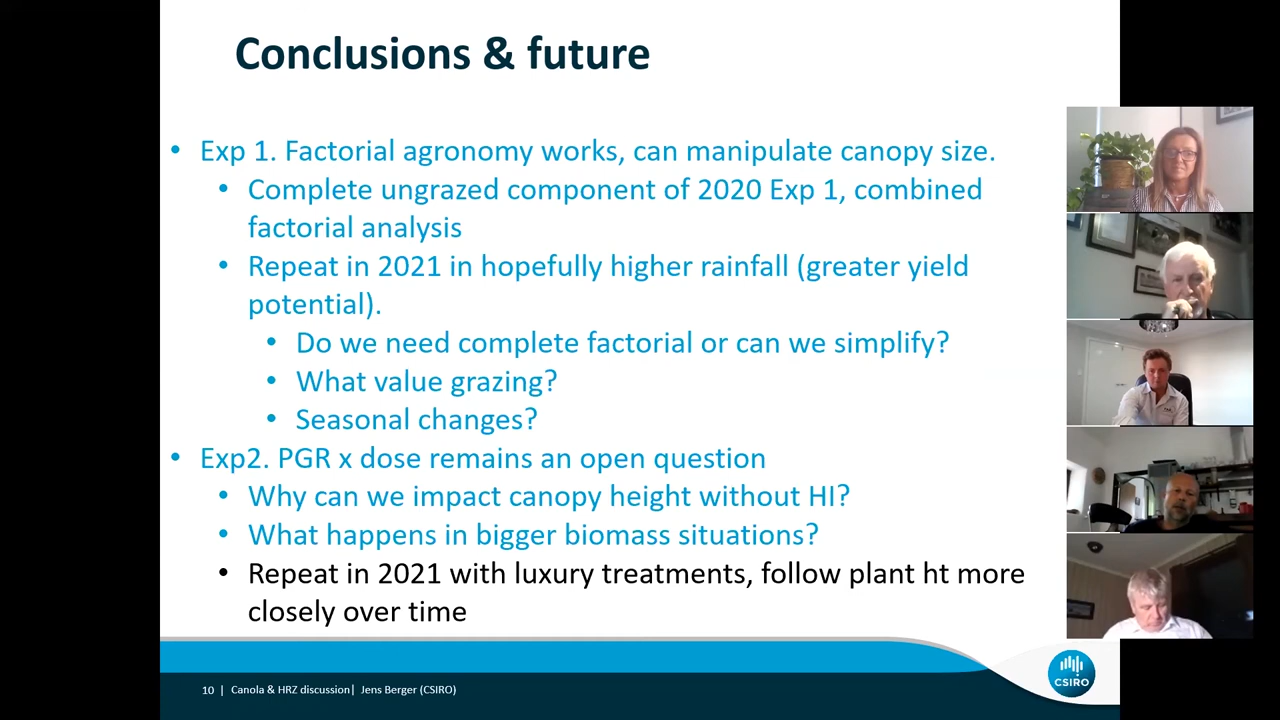 Conclusions & future
• Exp 1. Factorial agronomy works, can manipulate canopy size.
• Complete ungrazed component of 2020 Exp 1, combined
factorial analysis
• Repeat in 2021 in hopefully higher rainfall (greater yield
potential).
• Do we need complete factorial or can we simplify?
• What value grazing?
• Seasonal changes?
• Exp2. PGR x dose remains an open question
• Why can we impact canopy height without HI?
• What happens in bigger biomass situations?
• Repeat in 2021 with luxury treatments, follow plant ht more
closely over time
10 | Canola & HRZ discussion| Jens Berger (CSIRO)
CSIRO